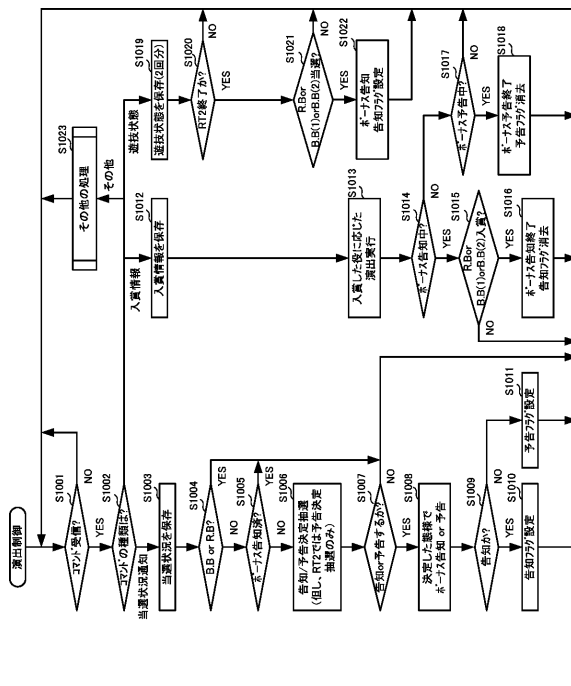 演出制御
S1001
コマンド受信?
NO
YES
S1002
コマンドの種類は?
当選状況通知
入賞情報
遊技状態
その他
S1003
当選状況を保存
S1004
B.B or R.B?
YES
NO
S1005
ボーナス告知済?
YES
NO
S1006
告知/予告決定抽選
(但し、RT2では予告決定
抽選のみ)
S1007
告知or予告するか?
NO
YES
S1008
決定した態様で
ボーナス告知 or 予告
S1009
告知か?
NO
YES
S1010
告知フラグ設定
S1011
予告フラグ設定
S1012
入賞情報を保存
S1013
入賞した役に応じた
演出実行
S1014
ボーナス告知中?
NO
YES
S1015
R.Bor
B.B(1)orB.B(2)入賞?
NO
YES
S1016
ボーナス告知終了
告知フラグ消去
S1017
ボーナス予告中?
NO
YES
S1018
ボーナス予告終了
予告フラグ消去
S1019
遊技状態を保存(2回分)
S1020
RT2終了か?
NO
YES
S1021
R.Bor
B.B(1)orB.B(2)当選?
NO
YES
S1022
ボーナス告知
告知フラグ設定
S1023
その他の処理